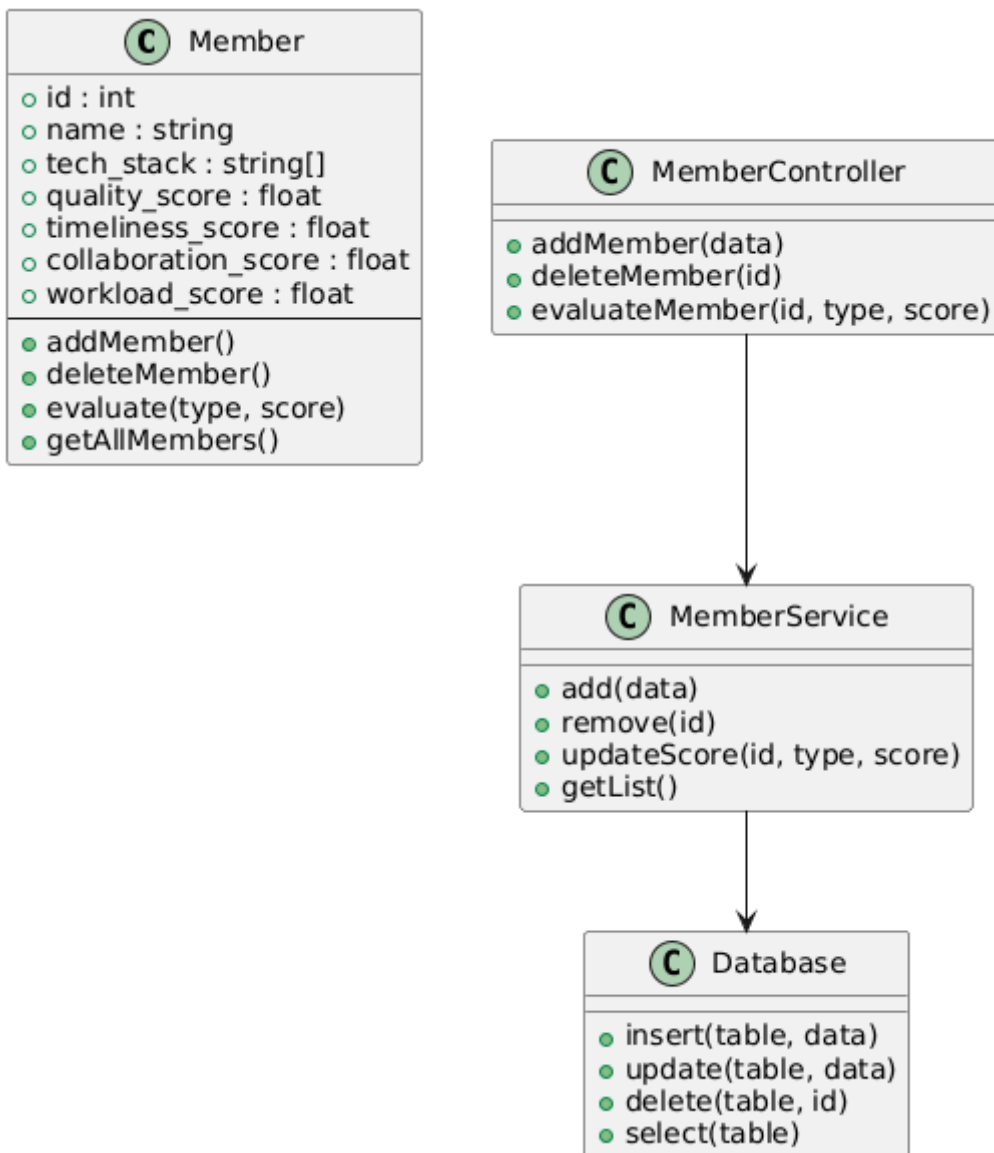 C Member
id : int
name : string
tech_stack : string[]
quality_score : float
timeliness_score : float
collaboration_score : float
workload_score : float
addMember()
deleteMember()
evaluate(type, score)
getAllMembers()
C MemberController
addMember(data)
deleteMember(id)
evaluateMember(id, type, score)
C MemberService
add(data)
remove(id)
updateScore(id, type, score)
getList()
C Database
insert(table, data)
update(table, data)
delete(table, id)
select(table)